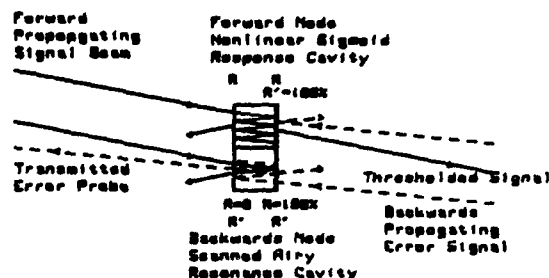 Forward
Propagating
Signal Beam
Forward Mode
Nonlinear Sigmoid
Response Cavity
R R
R'=100%
Transmitted
Error Probe
Thresholded Signal
R=0 R=100%
R' R'
Backwards
Propagating
Error Signal
Backwards Mode
Scanned Airy
Resonance Cavity